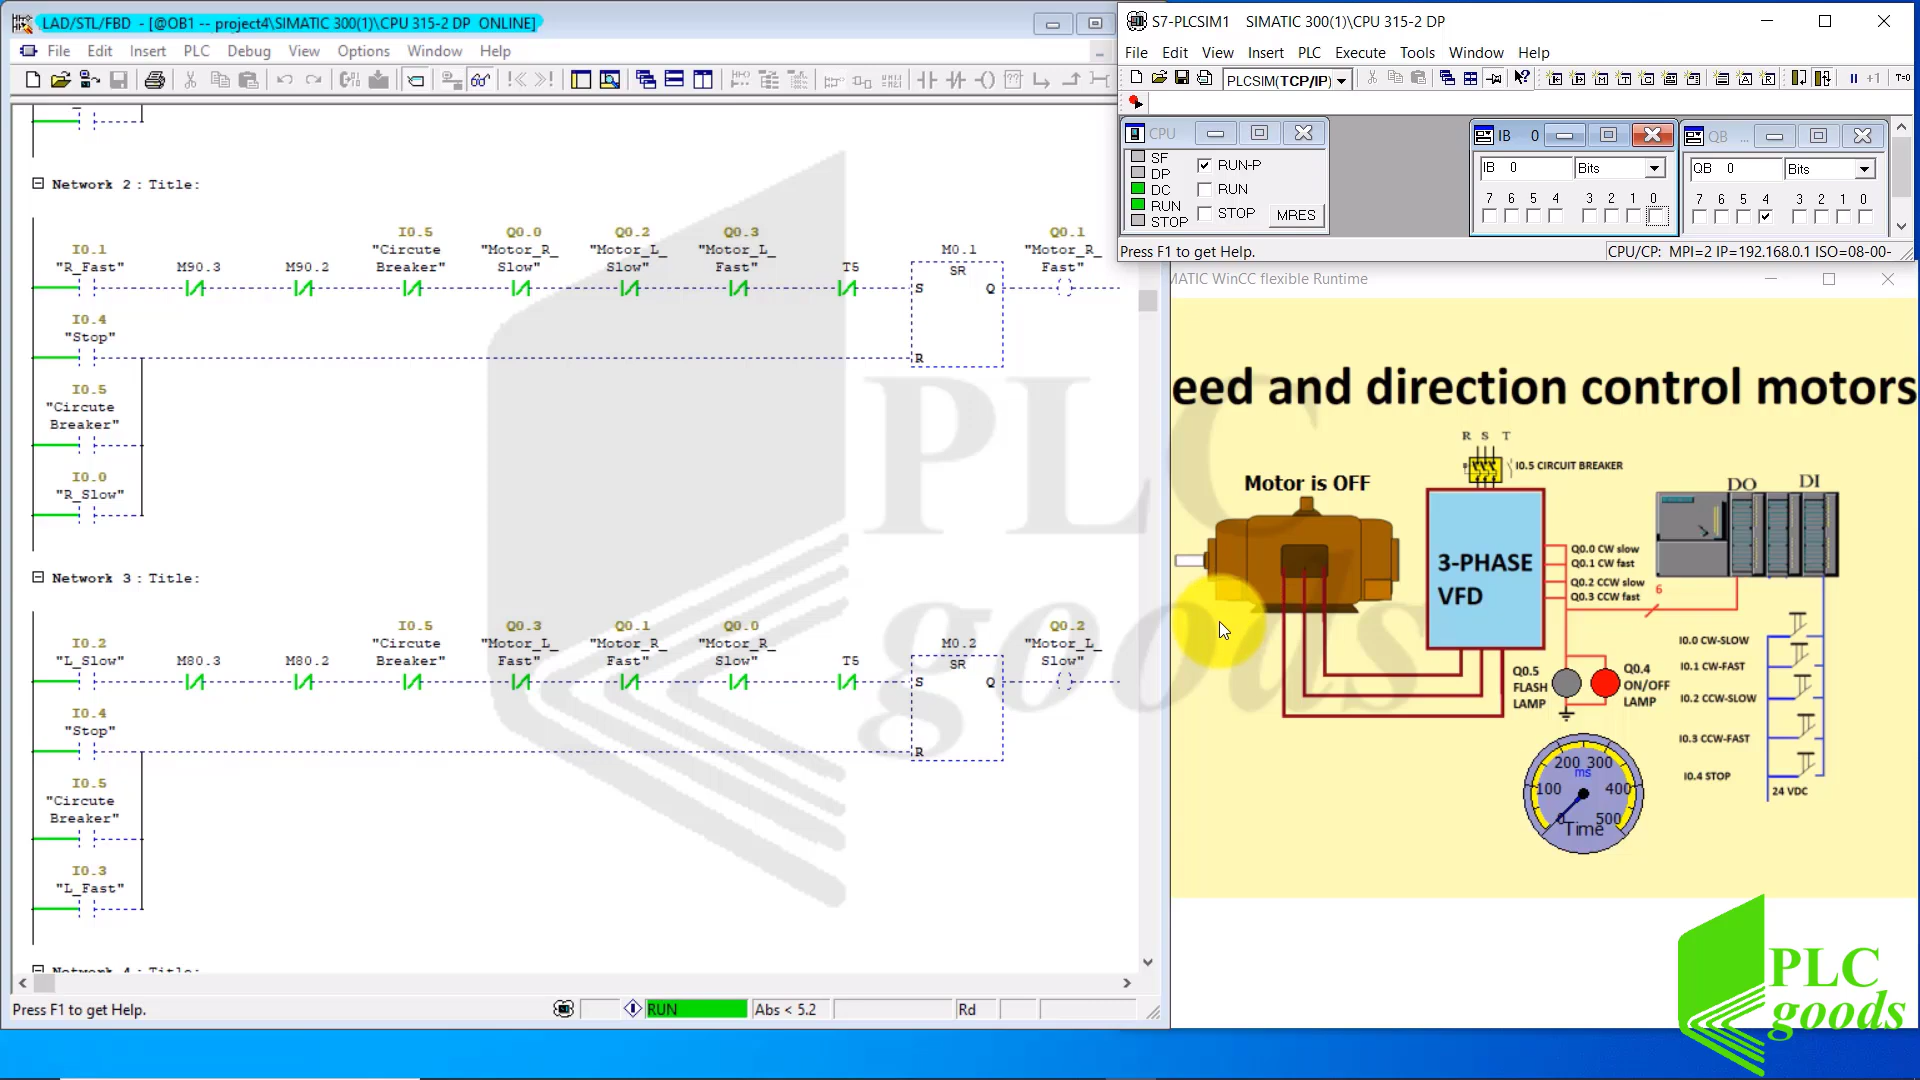 LAD/STL/FBD - [@OB1 -- project4\SIMATIC 300(1)\CPU 315-2 DP ONLINE]
File Edit Insert PLC Debug View Options Window Help
Network 2 : Title:
I0.5 Q0.0 Q0.2 Q0.3 M0.1 Q0.1
I0.1 "Circute "Motor_R_ "Motor_L_ "Motor_L_ SR "Motor_R_
"R_Fast" M90.3 M90.2 Breaker" Slow" Slow" Fast" T5 Fast"
S Q
I0.4
"Stop"
R
I0.5
"Circute
Breaker"
I0.0
"R_Slow"
Network 3 : Title:
I0.5 Q0.3 Q0.1 Q0.0 M0.2 Q0.2
I0.2 "Circute "Motor_L_ "Motor_R_ "Motor_R_ SR "Motor_L_
"L_Slow" M80.3 M80.2 Breaker" Fast" Fast" Slow" T5 Slow"
S Q
I0.4
"Stop"
R
I0.5
"Circute
Breaker"
I0.3
"L_Fast"
Network 4 : Title:
Press F1 to get Help.
RUN Abs < 5.2 Rd
PLC
goods
S7-PLCSIM1 SIMATIC 300(1)\CPU 315-2 DP
File Edit View Insert PLC Execute Tools Window Help
PLCSIM(TCP/IP)
+1 T=0
CPU
SF
DP
DC
RUN
STOP
RUN-P
RUN
STOP
MRES
IB 0
IB 0 Bits
7 6 5 4 3 2 1 0
QB ...
QB 0 Bits
7 6 5 4 3 2 1 0
Press F1 to get Help.
CPU/CP: MPI=2 IP=192.168.0.1 ISO=08-00-
MATIC WinCC flexible Runtime
eed and direction control motors
R S T
I0.5 CIRCUIT BREAKER
Motor is OFF
DO DI
3-PHASE
VFD
Q0.0 CW slow
Q0.1 CW fast
Q0.2 CCW slow
Q0.3 CCW fast
6
I0.0 CW-SLOW
I0.1 CW-FAST
I0.2 CCW-SLOW
I0.3 CCW-FAST
I0.4 STOP
24 VDC
Q0.5
FLASH
LAMP
Q0.4
ON/OFF
LAMP
0 100 200 300 400 500
ms
Time
PLC
goods